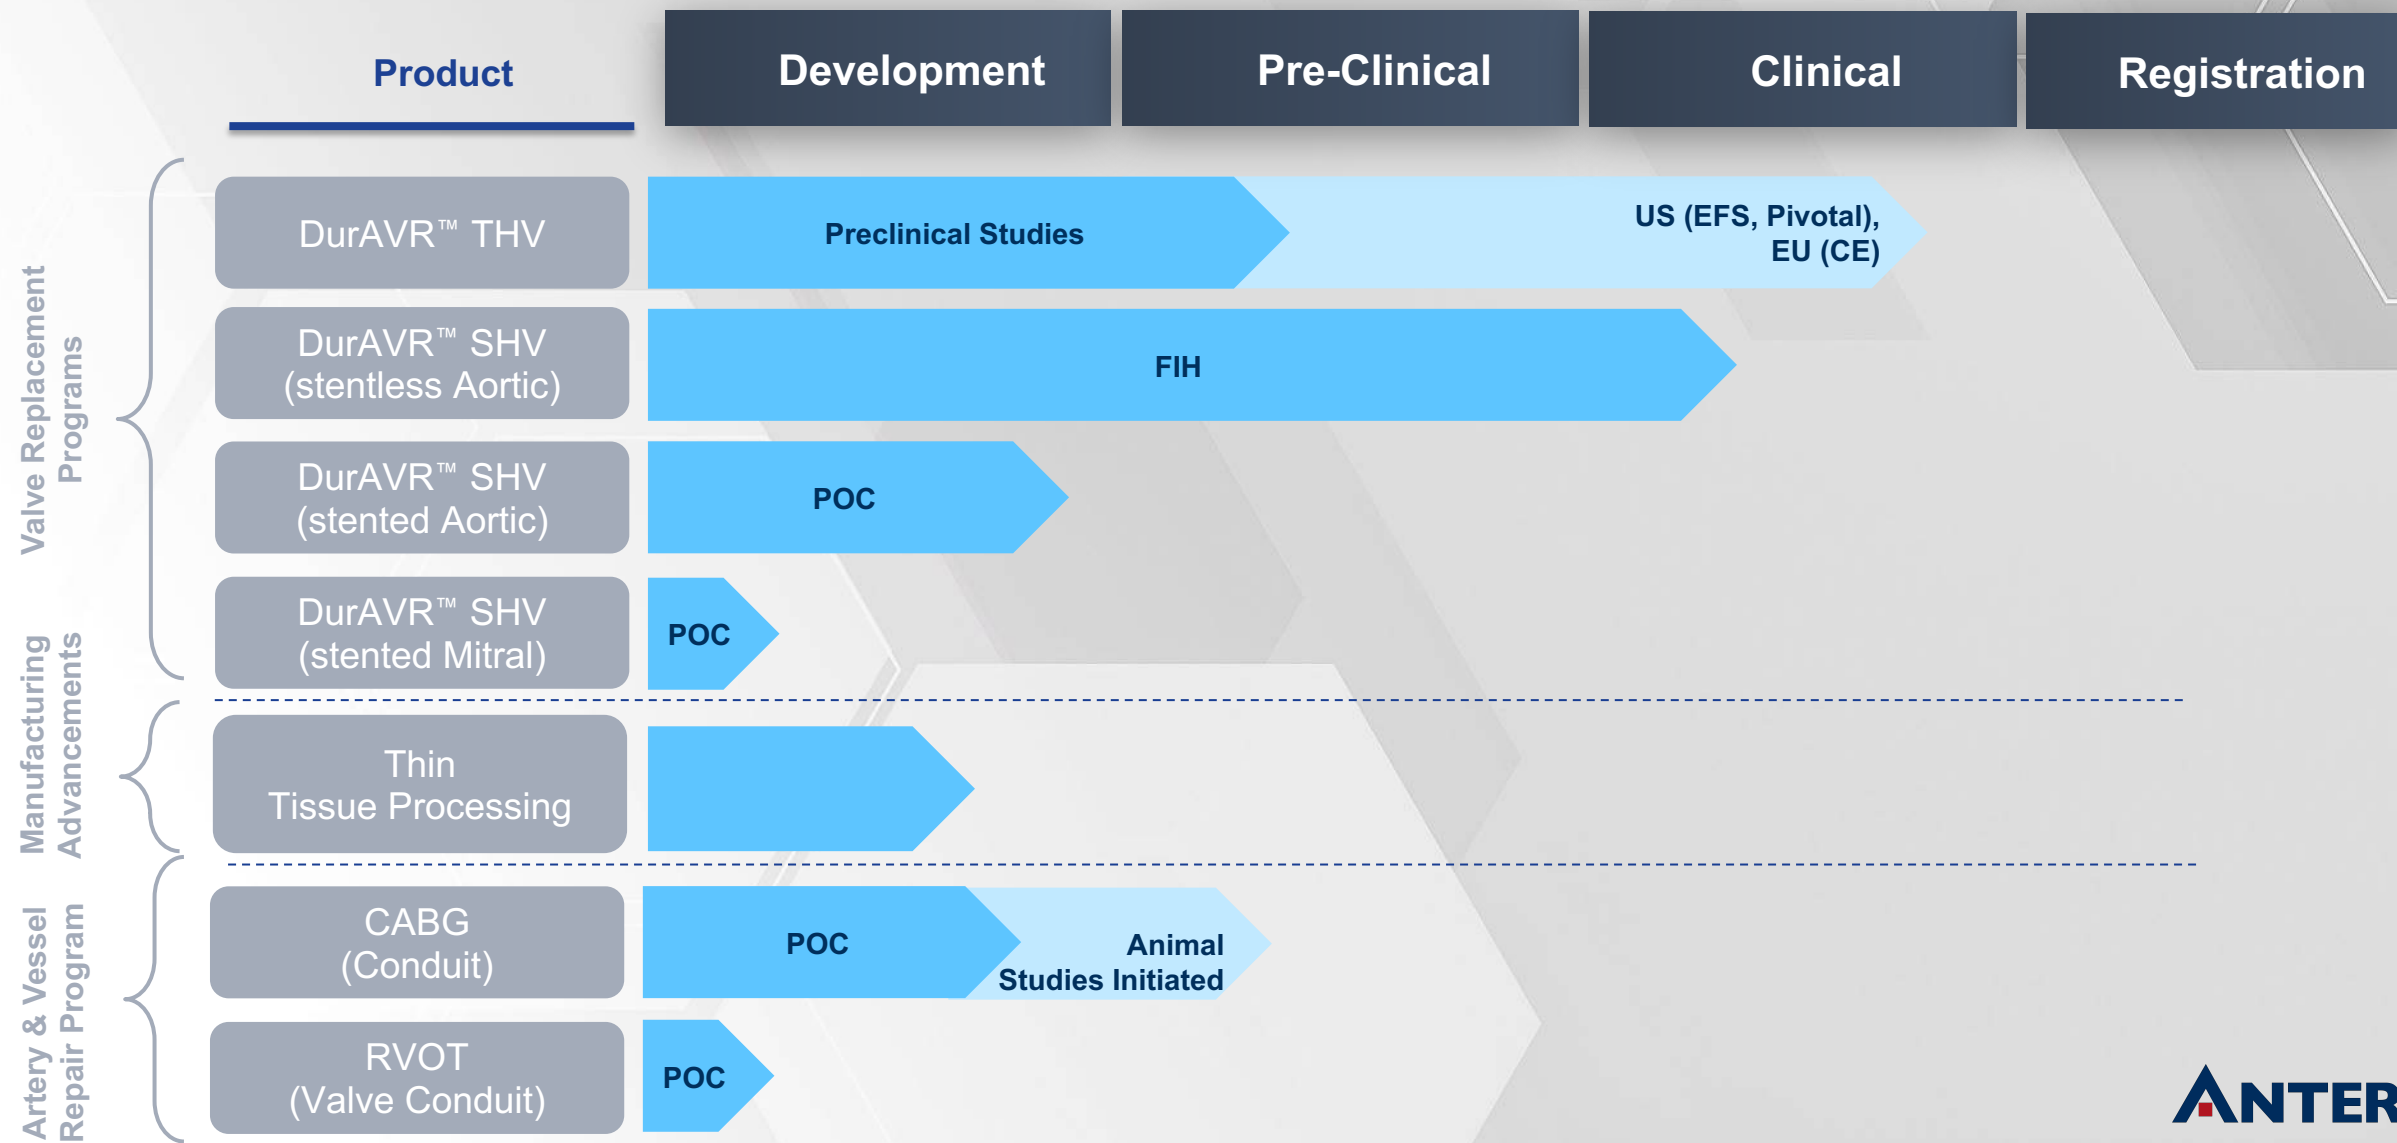 Product
Development
Pre-Clinical
Clinical
Registration
Valve Replacement
Programs
DurAVR™ THV
Preclinical Studies
US (EFS, Pivotal),
EU (CE)
DurAVR™ SHV
(stentless Aortic)
FIH
DurAVR™ SHV
(stented Aortic)
POC
DurAVR™ SHV
(stented Mitral)
POC
Manufacturing
Advancements
Thin
Tissue Processing
Artery & Vessel
Repair Program
CABG
(Conduit)
POC
Animal
Studies Initiated
RVOT
(Valve Conduit)
POC
ANTER